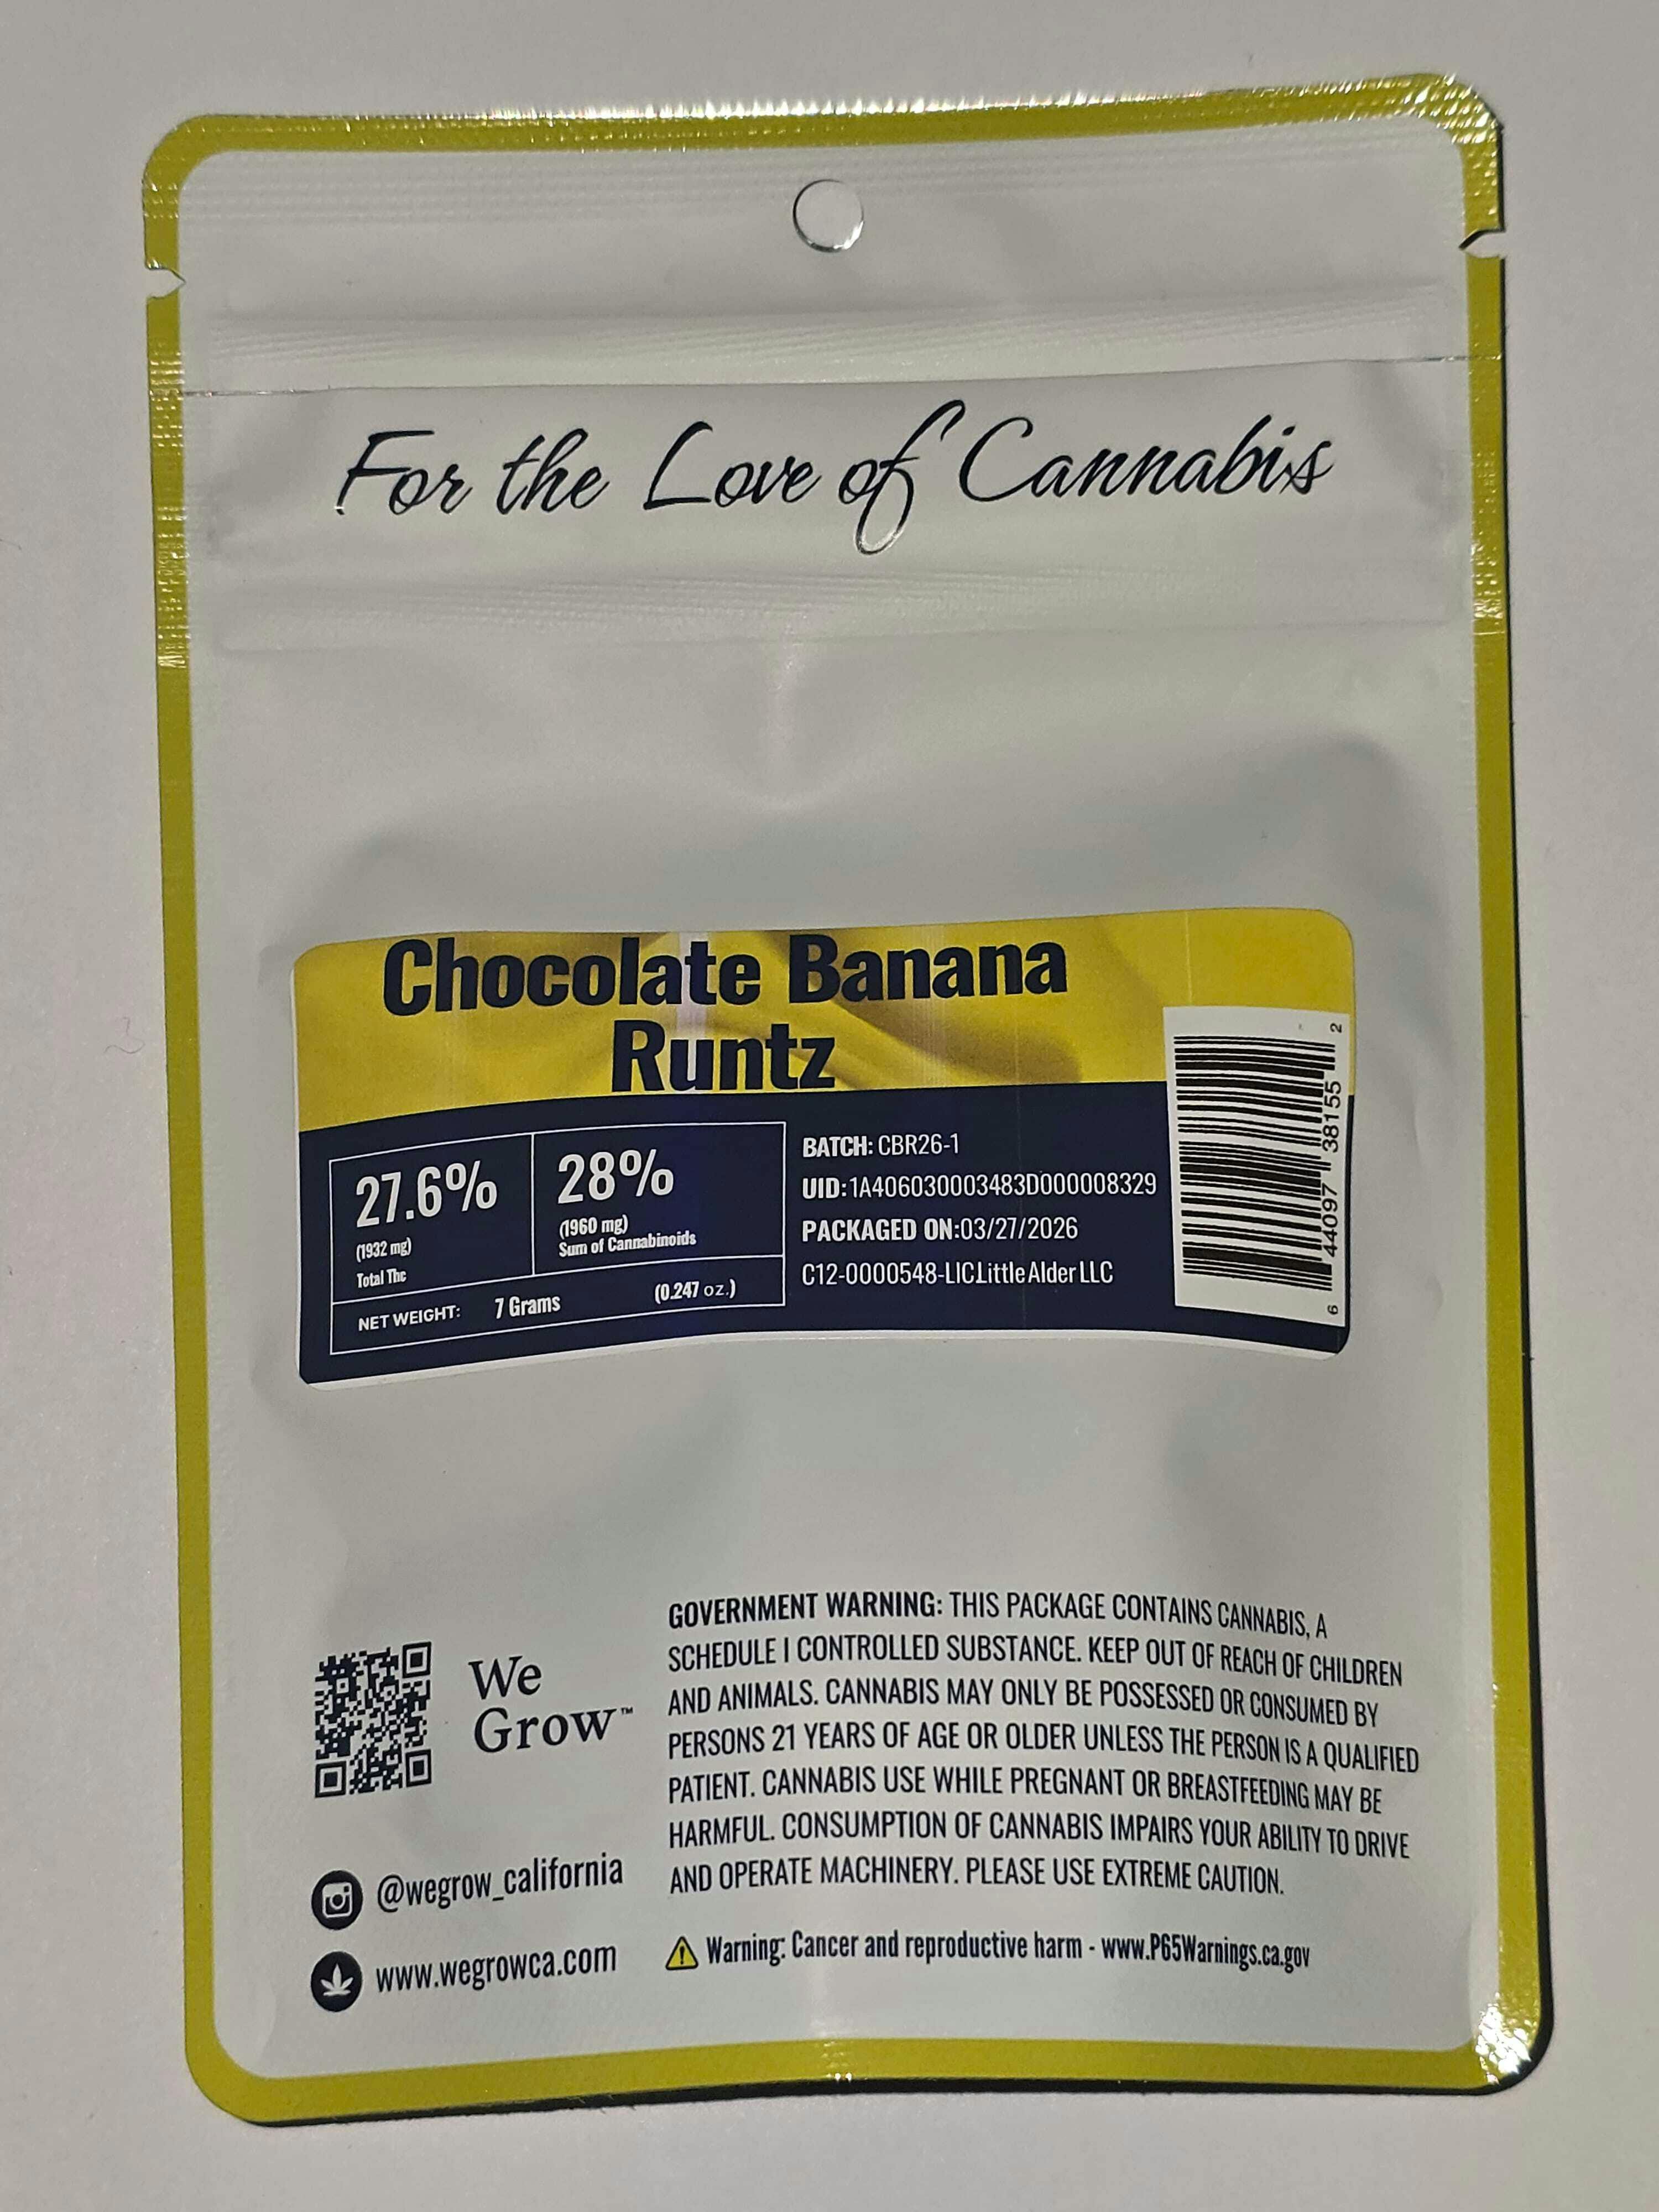 For the Love of Cannabis
Chocolate Banana
Runtz
27.6%
(1932 mg)
Total Thc
28%
(1960 mg)
Sum of Cannabinoids
NET WEIGHT: 7 Grams (0.247 oz.)
BATCH: CBR26-1
UID:1A406030003483D000008329
PACKAGED ON:03/27/2026
C12-0000548-LIC.Little Alder LLC
6 44097 38155 2
We
Grow™
@wegrow_california
www.wegrowca.com
GOVERNMENT WARNING: THIS PACKAGE CONTAINS CANNABIS, A
SCHEDULE I CONTROLLED SUBSTANCE. KEEP OUT OF REACH OF CHILDREN
AND ANIMALS. CANNABIS MAY ONLY BE POSSESSED OR CONSUMED BY
PERSONS 21 YEARS OF AGE OR OLDER UNLESS THE PERSON IS A QUALIFIED
PATIENT. CANNABIS USE WHILE PREGNANT OR BREASTFEEDING MAY BE
HARMFUL. CONSUMPTION OF CANNABIS IMPAIRS YOUR ABILITY TO DRIVE
AND OPERATE MACHINERY. PLEASE USE EXTREME CAUTION.
Warning: Cancer and reproductive harm - www.P65Warnings.ca.gov